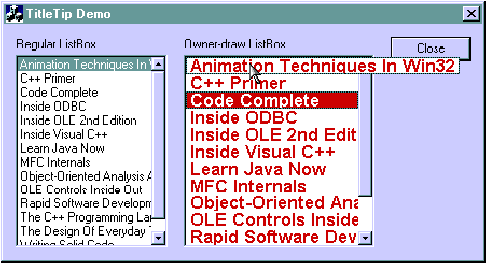 TitleTip Demo
Regular ListBox
Animation Techniques In W
C++ Primer
Code Complete
Inside ODBC
Inside OLE 2nd Edition
Inside Visual C++
Learn Java Now
MFC Internals
Object-Oriented Analysis A
OLE Controls Inside Out
Rapid Software Developm
The C++ Programming La
The Design Of Everyday
Writing Solid Code
Owner-draw ListBox
Animation Techniques In Win32
C++ Primer
Code Complete
Inside ODBC
Inside OLE 2nd Edit
Inside Visual C++
Learn Java Now
MFC Internals
Object-Oriented Ana
OLE Controls Inside
Rapid Software Dev
Close